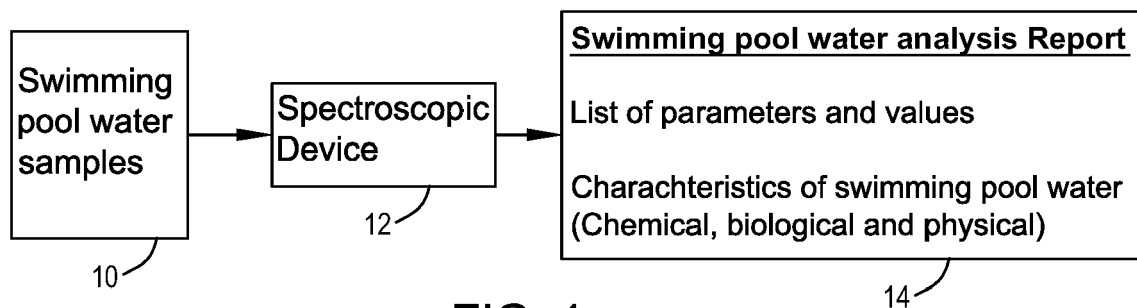 Swimming
pool water
samples
10
Spectroscopic
Device
12
Swimming pool water analysis Report
List of parameters and values
Charachteristics of swimming pool water
(Chemical, biological and physical)
14